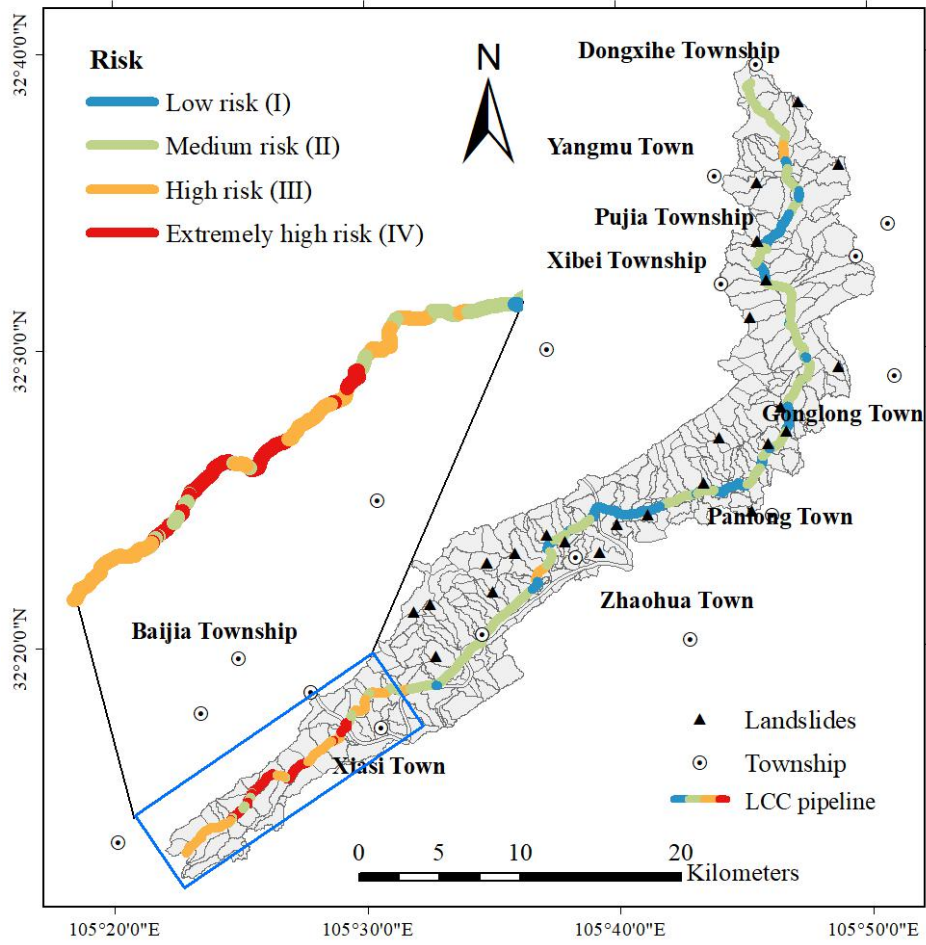 32°40'0"N
32°30'0"N
32°20'0"N
Risk
Low risk (I)
Medium risk (II)
High risk (III)
Extremely high risk (IV)
N
Dongxihe Township
Yangmu Town
Pujia Township
Xibei Township
Gonglong Town
Panlong Town
Zhaohua Town
Baijia Township
Xiasi Town
Landslides
Township
LCC pipeline
0 5 10 20
Kilometers
105°20'0"E 105°30'0"E 105°40'0"E 105°50'0"E